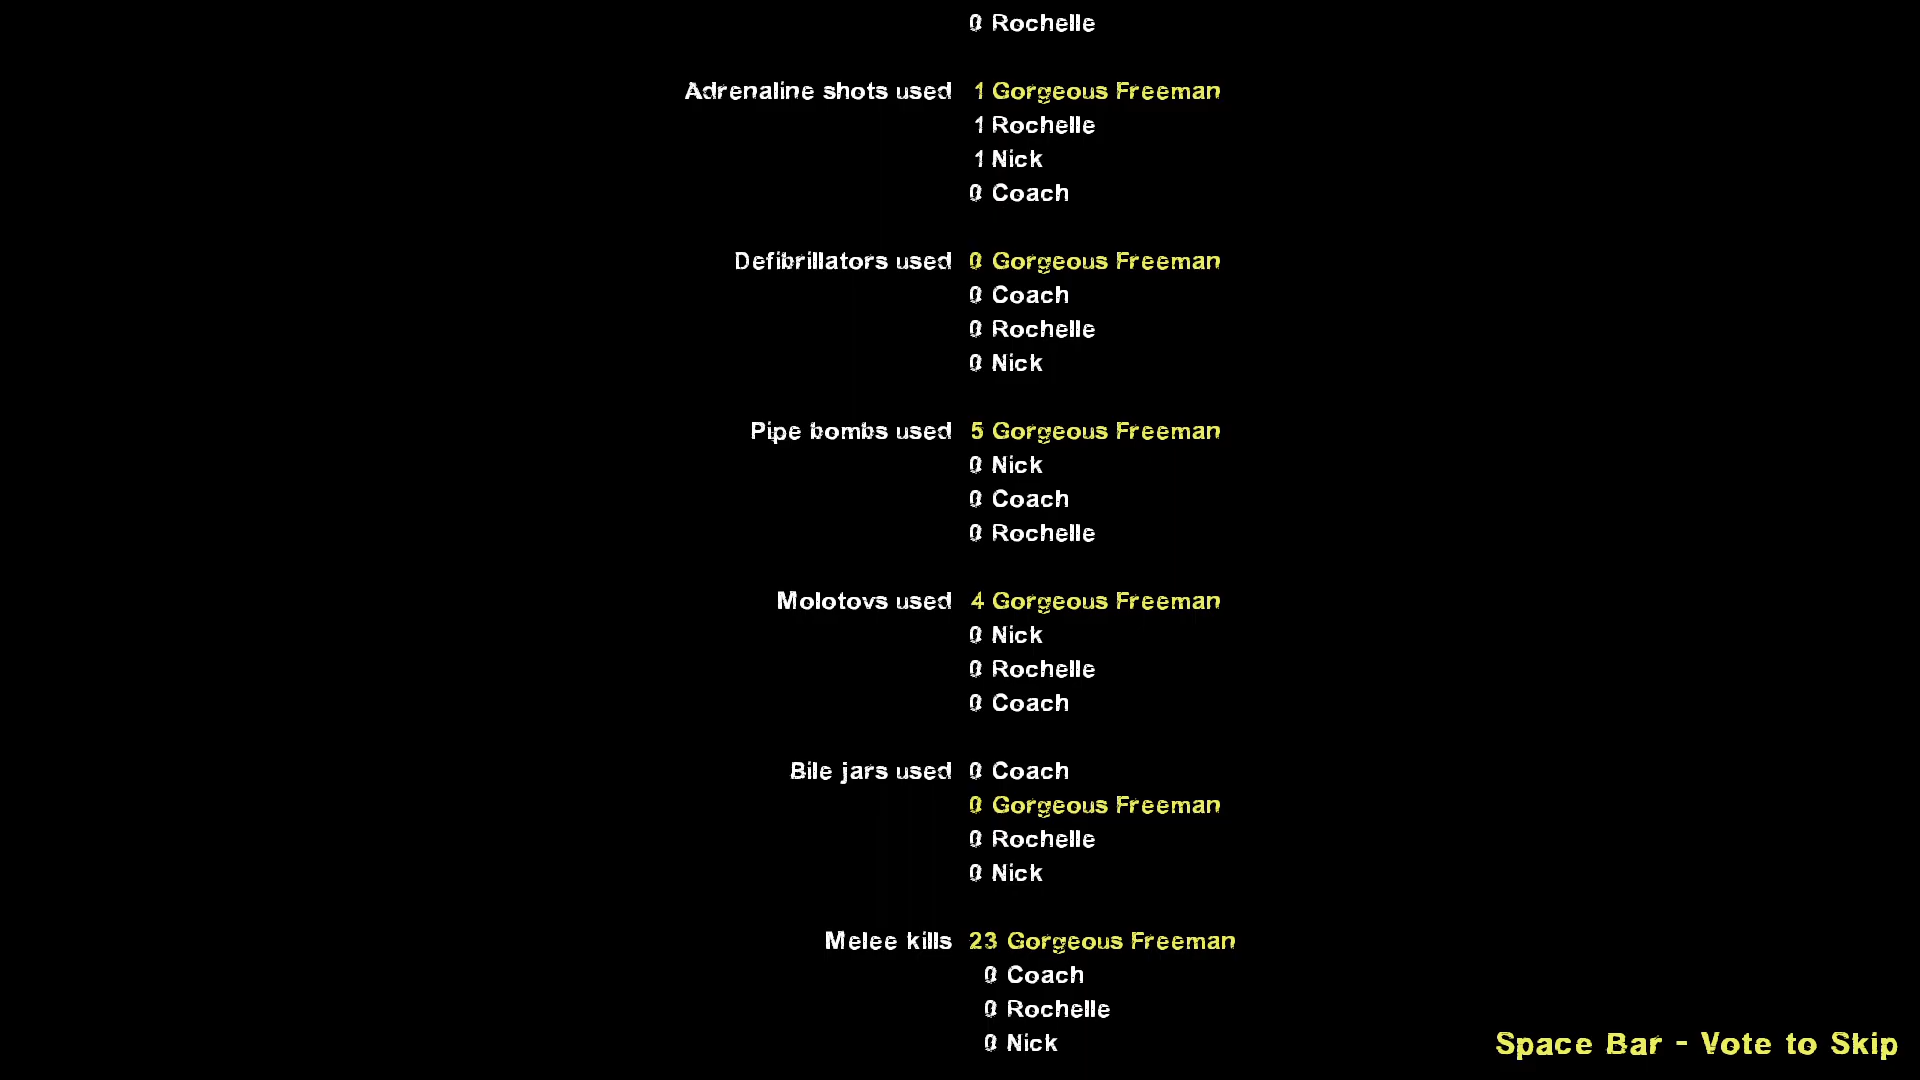 0 Rochelle
Adrenaline shots used 1 Gorgeous Freeman
1 Rochelle
1 Nick
0 Coach
Defibrillators used 0 Gorgeous Freeman
0 Coach
0 Rochelle
0 Nick
Pipe bombs used 5 Gorgeous Freeman
0 Nick
0 Coach
0 Rochelle
Molotovs used 4 Gorgeous Freeman
0 Nick
0 Rochelle
0 Coach
Bile jars used 0 Coach
0 Gorgeous Freeman
0 Rochelle
0 Nick
Melee kills 23 Gorgeous Freeman
0 Coach
0 Rochelle
0 Nick
Space Bar - Vote to Skip